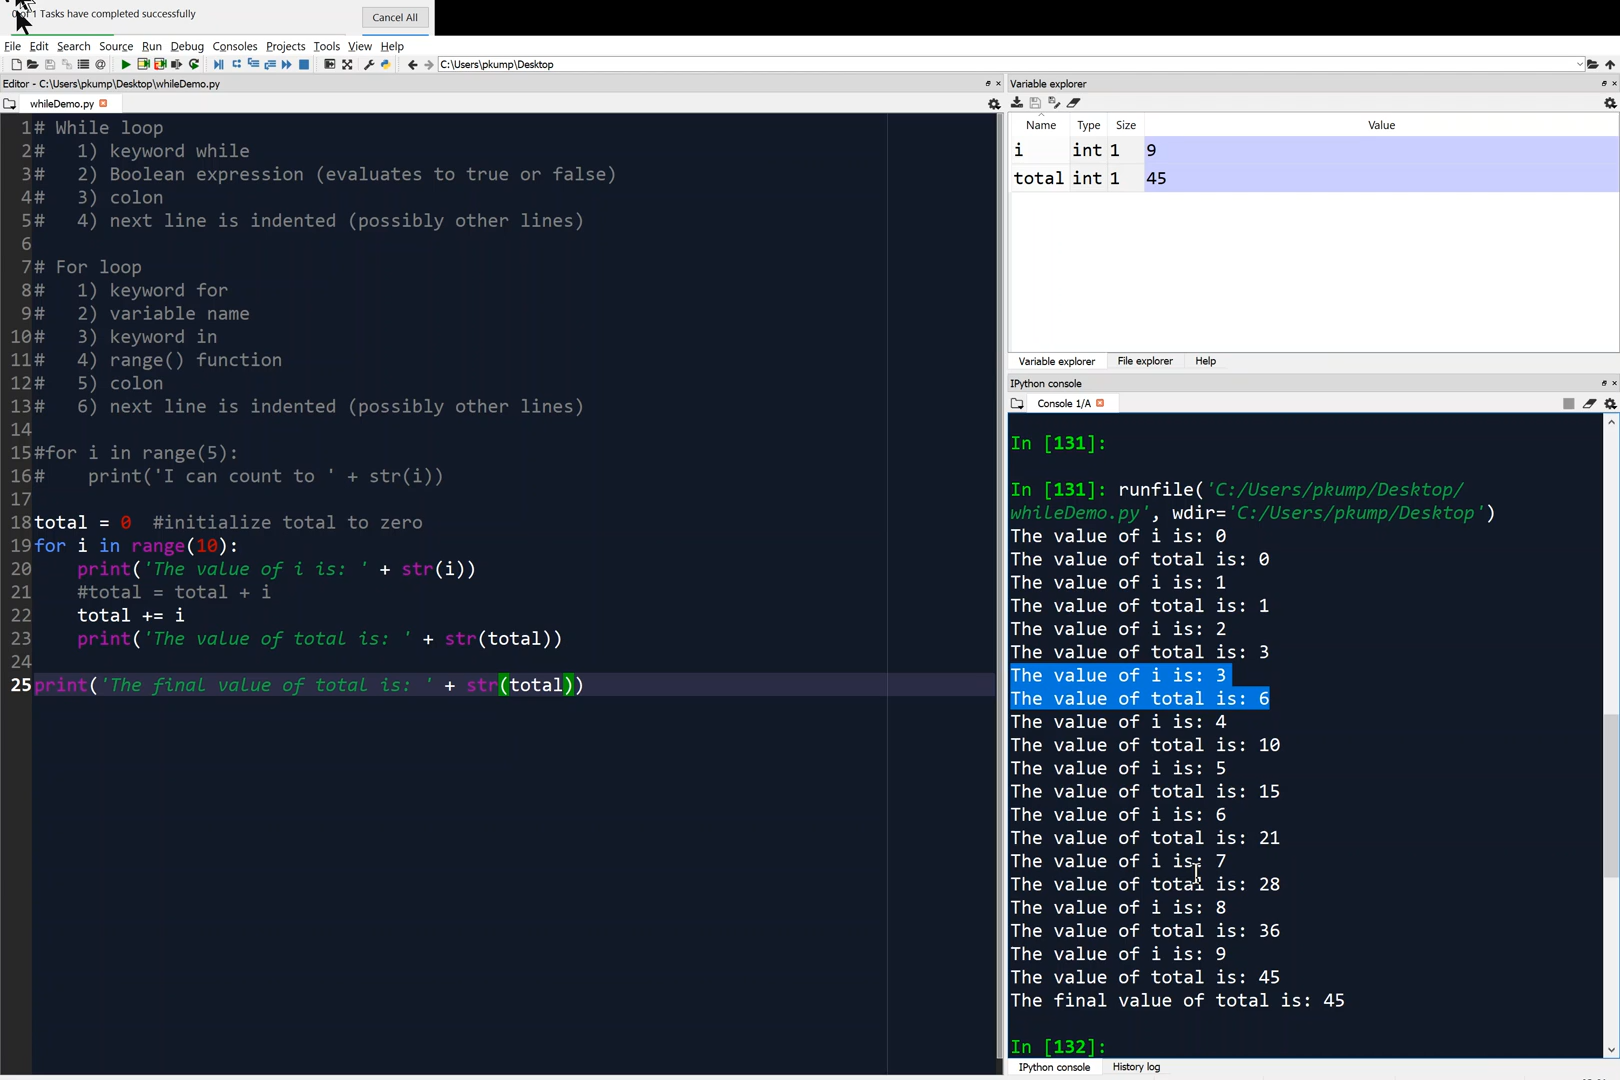 0 of 1 Tasks have completed successfully
Cancel All
File Edit Search Source Run Debug Consoles Projects Tools View Help
C:\Users\pkump\Desktop
Editor - C:\Users\pkump\Desktop\whileDemo.py
whileDemo.py
1# While loop
2#   1) keyword while
3#   2) Boolean expression (evaluates to true or false)
4#   3) colon
5#   4) next line is indented (possibly other lines)
6
7# For loop
8#   1) keyword for
9#   2) variable name
10#   3) keyword in
11#   4) range() function
12#   5) colon
13#   6) next line is indented (possibly other lines)
14
15#for i in range(5):
16#    print('I can count to ' + str(i))
17
18total = 0  #initialize total to zero
19for i in range(10):
20    print('The value of i is: ' + str(i))
21    #total = total + i
22    total += i
23    print('The value of total is: ' + str(total))
24
25print('The final value of total is: ' + str(total))
Variable explorer
Name Type Size Value
i int 1 9
total int 1 45
Variable explorer File explorer Help
IPython console
Console 1/A
In [131]:
In [131]: runfile('C:/Users/pkump/Desktop/
whileDemo.py', wdir='C:/Users/pkump/Desktop')
The value of i is: 0
The value of total is: 0
The value of i is: 1
The value of total is: 1
The value of i is: 2
The value of total is: 3
The value of i is: 3
The value of total is: 6
The value of i is: 4
The value of total is: 10
The value of i is: 5
The value of total is: 15
The value of i is: 6
The value of total is: 21
The value of i is: 7
The value of total is: 28
The value of i is: 8
The value of total is: 36
The value of i is: 9
The value of total is: 45
The final value of total is: 45
In [132]:
IPython console History log